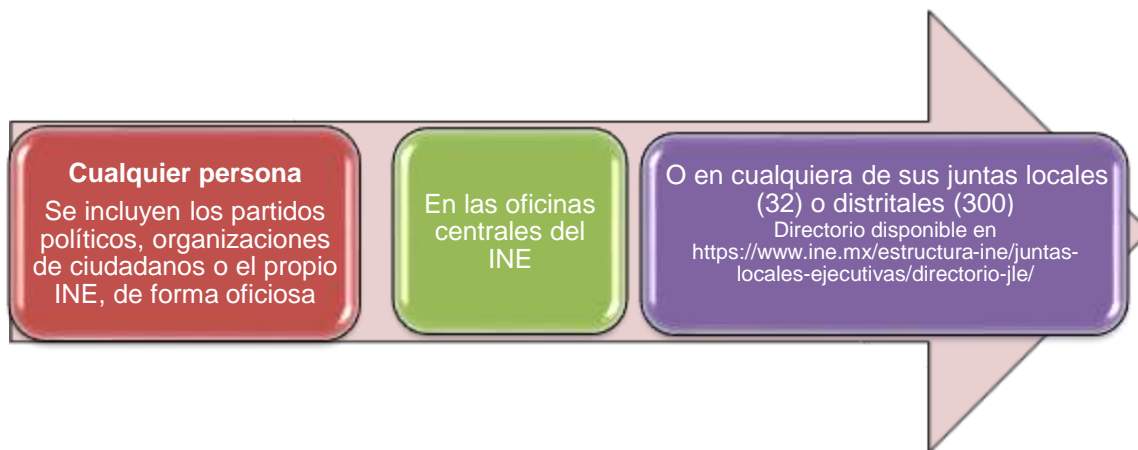 Cualquier persona
Se incluyen los partidos
políticos, organizaciones
de ciudadanos o el propio
INE, de forma oficiosa
En las oficinas
centrales del
INE
O en cualquiera de sus juntas locales
(32) o distritales (300)
Directorio disponible en
https://www.ine.mx/estructura-ine/juntas-
locales-ejecutivas/directorio-jle/